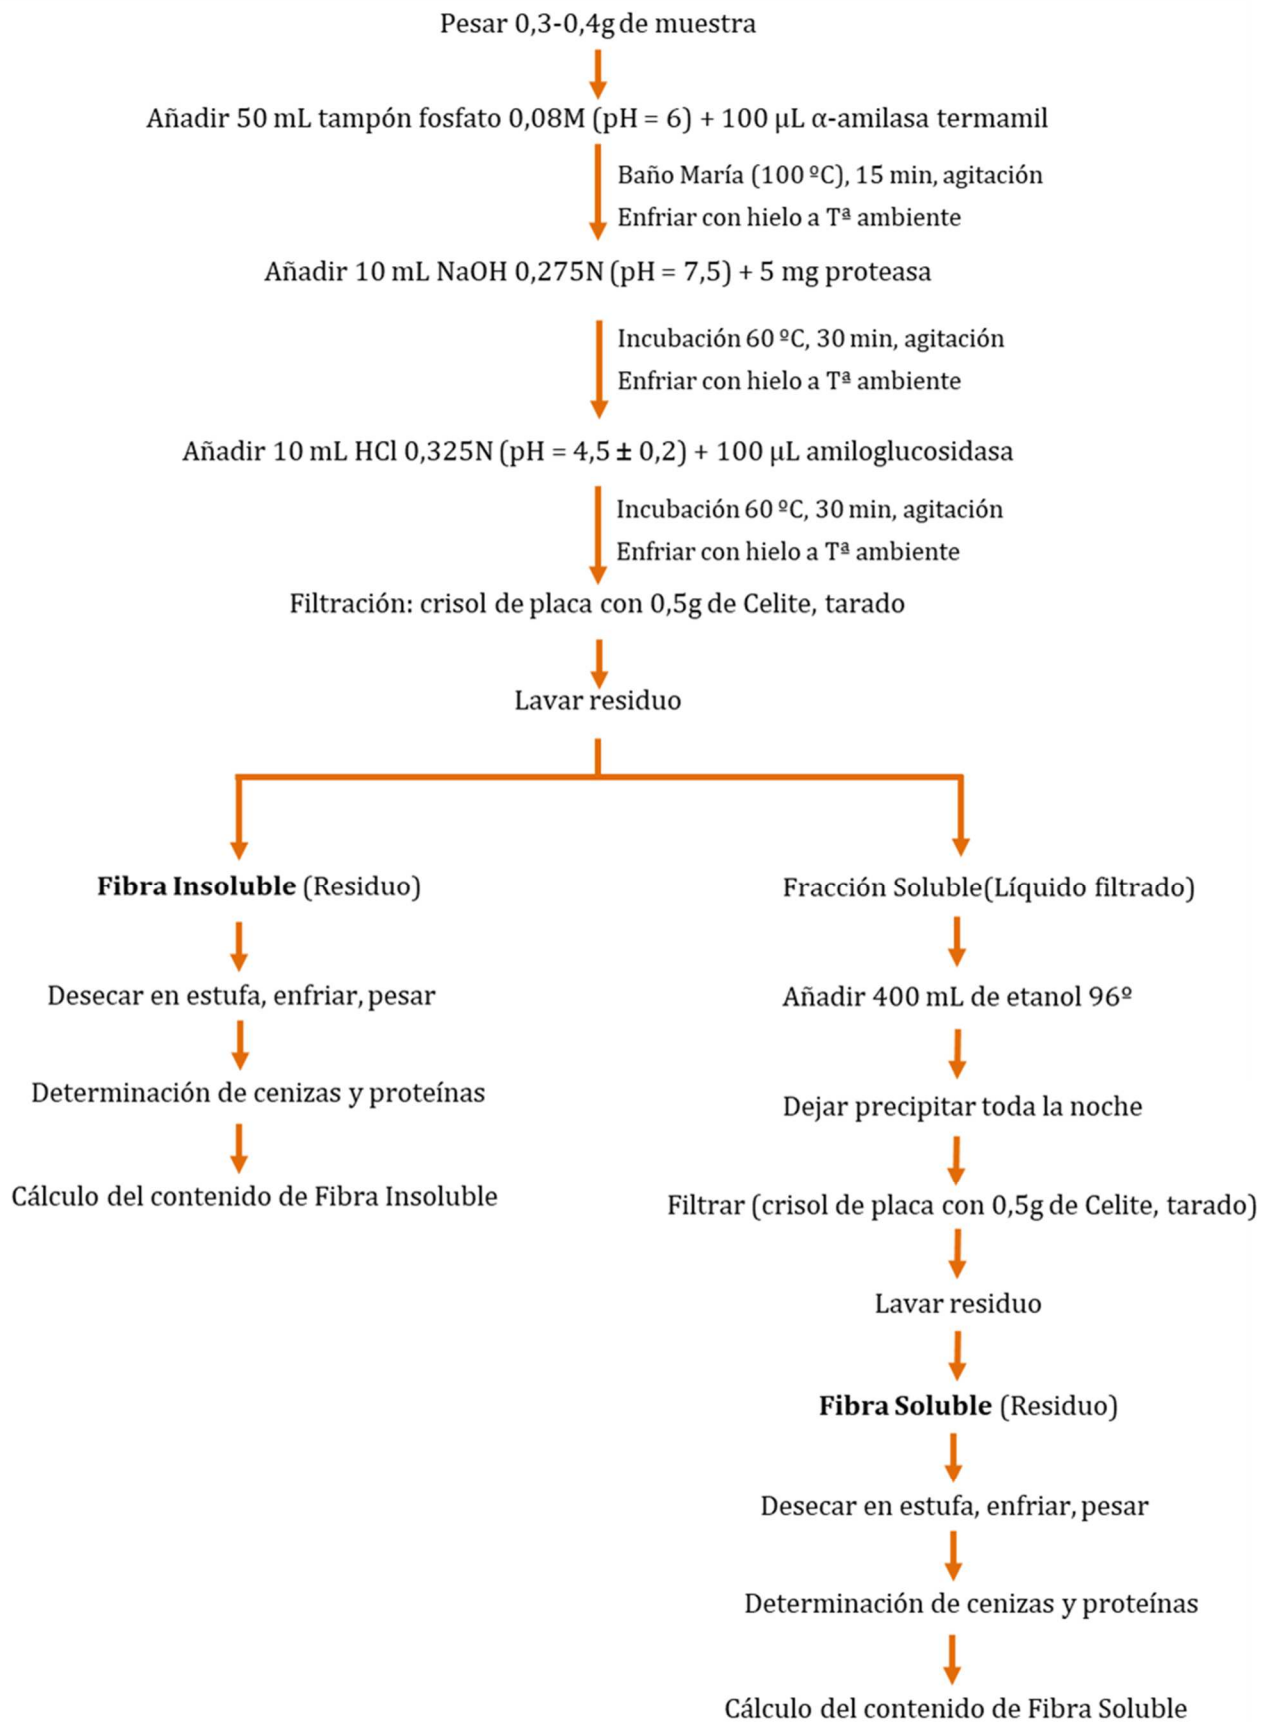 Pesar 0,3-0,4g de muestra
Añadir 50 mL tampón fosfato 0,08M (pH = 6) + 100 µL α-amilasa termamil
Baño María (100 ºC), 15 min, agitación
Enfriar con hielo a Tª ambiente
Añadir 10 mL NaOH 0,275N (pH = 7,5) + 5 mg proteasa
Incubación 60 ºC, 30 min, agitación
Enfriar con hielo a Tª ambiente
Añadir 10 mL HCl 0,325N (pH = 4,5 ± 0,2) + 100 µL amiloglucosidasa
Incubación 60 ºC, 30 min, agitación
Enfriar con hielo a Tª ambiente
Filtración: crisol de placa con 0,5g de Celite, tarado
Lavar residuo
Fibra Insoluble (Residuo)
Desecar en estufa, enfriar, pesar
Determinación de cenizas y proteínas
Cálculo del contenido de Fibra Insoluble
Fracción Soluble(Líquido filtrado)
Añadir 400 mL de etanol 96º
Dejar precipitar toda la noche
Filtrar (crisol de placa con 0,5g de Celite, tarado)
Lavar residuo
Fibra Soluble (Residuo)
Desecar en estufa, enfriar, pesar
Determinación de cenizas y proteínas
Cálculo del contenido de Fibra Soluble